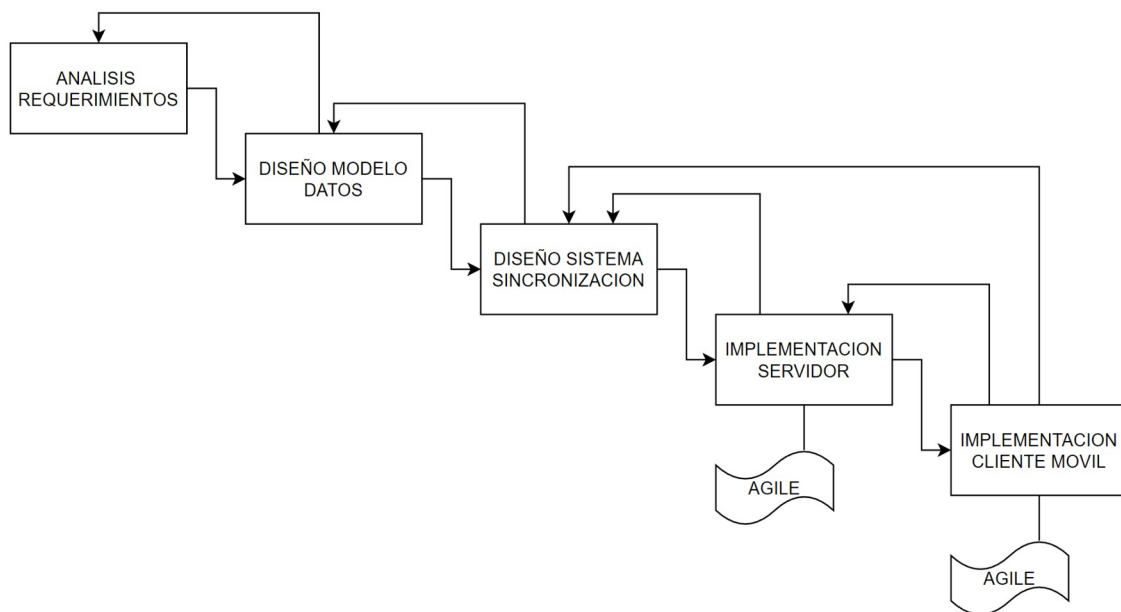 ANALISIS
REQUERIMIENTOS
DISEÑO MODELO
DATOS
DISEÑO SISTEMA
SINCRONIZACION
IMPLEMENTACION
SERVIDOR
IMPLEMENTACION
CLIENTE MOVIL
AGILE
AGILE